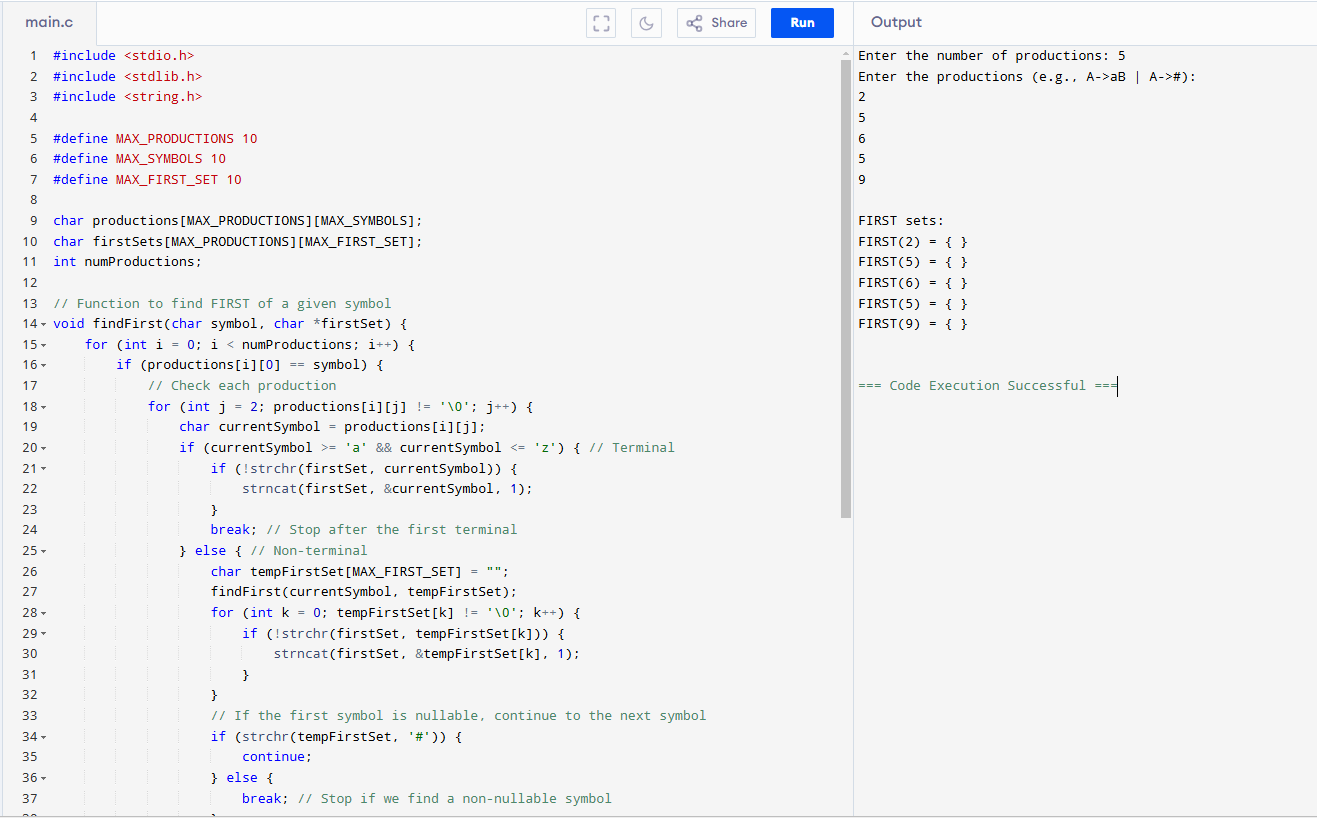 main.c
Share
Run
Output
1 #include <stdio.h>
2 #include <stdlib.h>
3 #include <string.h>
4
5 #define MAX_PRODUCTIONS 10
6 #define MAX_SYMBOLS 10
7 #define MAX_FIRST_SET 10
8
9 char productions[MAX_PRODUCTIONS][MAX_SYMBOLS];
10 char firstSets[MAX_PRODUCTIONS][MAX_FIRST_SET];
11 int numProductions;
12
13 // Function to find FIRST of a given symbol
14 void findFirst(char symbol, char *firstSet) {
15     for (int i = 0; i < numProductions; i++) {
16         if (productions[i][0] == symbol) {
17             // Check each production
18             for (int j = 2; productions[i][j] != '\0'; j++) {
19                 char currentSymbol = productions[i][j];
20                 if (currentSymbol >= 'a' && currentSymbol <= 'z') { // Terminal
21                     if (!strchr(firstSet, currentSymbol)) {
22                         strncat(firstSet, &currentSymbol, 1);
23                     }
24                     break; // Stop after the first terminal
25                 } else { // Non-terminal
26                     char tempFirstSet[MAX_FIRST_SET] = "";
27                     findFirst(currentSymbol, tempFirstSet);
28                     for (int k = 0; tempFirstSet[k] != '\0'; k++) {
29                         if (!strchr(firstSet, tempFirstSet[k])) {
30                             strncat(firstSet, &tempFirstSet[k], 1);
31                         }
32                     }
33                     // If the first symbol is nullable, continue to the next symbol
34                     if (strchr(tempFirstSet, '#')) {
35                         continue;
36                     } else {
37                         break; // Stop if we find a non-nullable symbol
Enter the number of productions: 5
Enter the productions (e.g., A->aB | A->#):
2
5
6
5
9
FIRST sets:
FIRST(2) = { }
FIRST(5) = { }
FIRST(6) = { }
FIRST(5) = { }
FIRST(9) = { }
=== Code Execution Successful ===